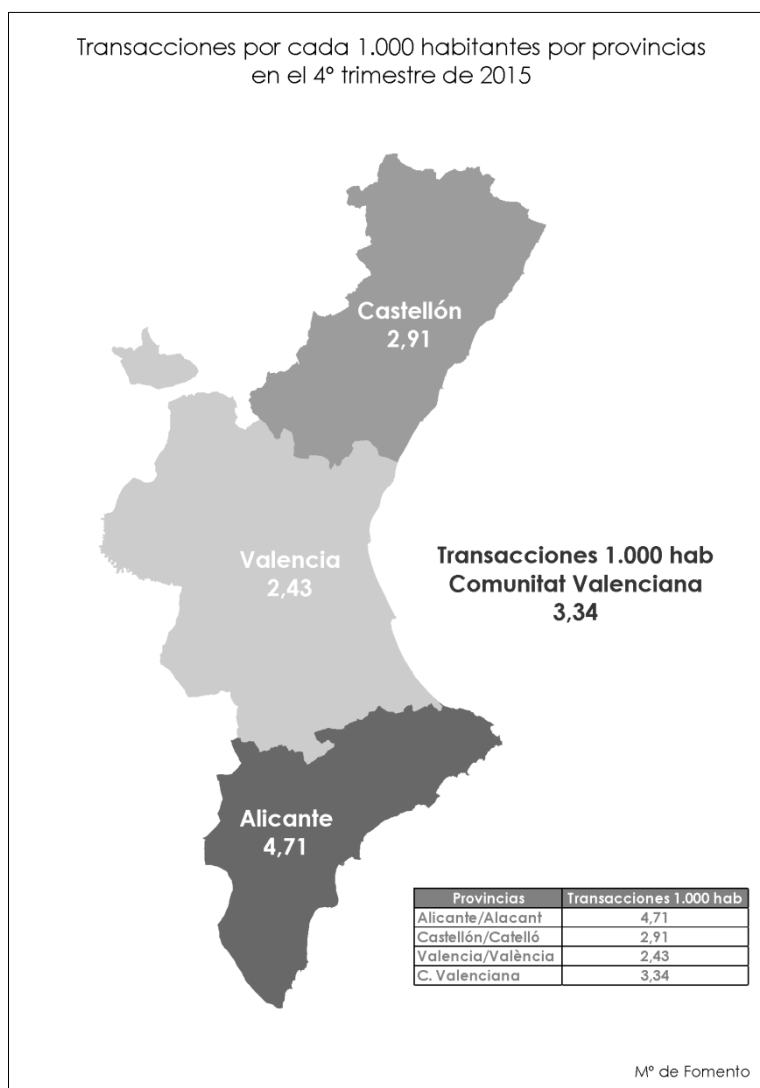 Transacciones por cada 1.000 habitantes por provincias
en el 4º trimestre de 2015
Castellón
2,91
Valencia
2,43
Transacciones 1.000 hab
Comunitat Valenciana
3,34
Alicante
4,71
Provincias Transacciones 1.000 hab
Alicante/Alacant 4,71
Castellón/Catelló 2,91
Valencia/València 2,43
C. Valenciana 3,34
Mº de Fomento